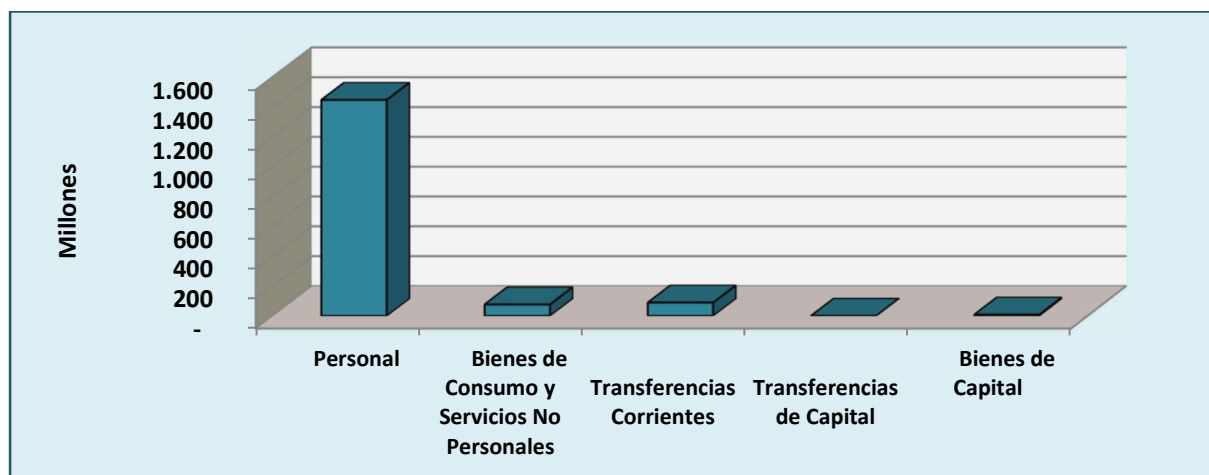 Millones
1.600
1.400
1.200
1.000
800
600
400
200
-
Personal
Bienes de
Consumo y
Servicios No
Personales
Transferencias
Corrientes
Transferencias
de Capital
Bienes de
Capital